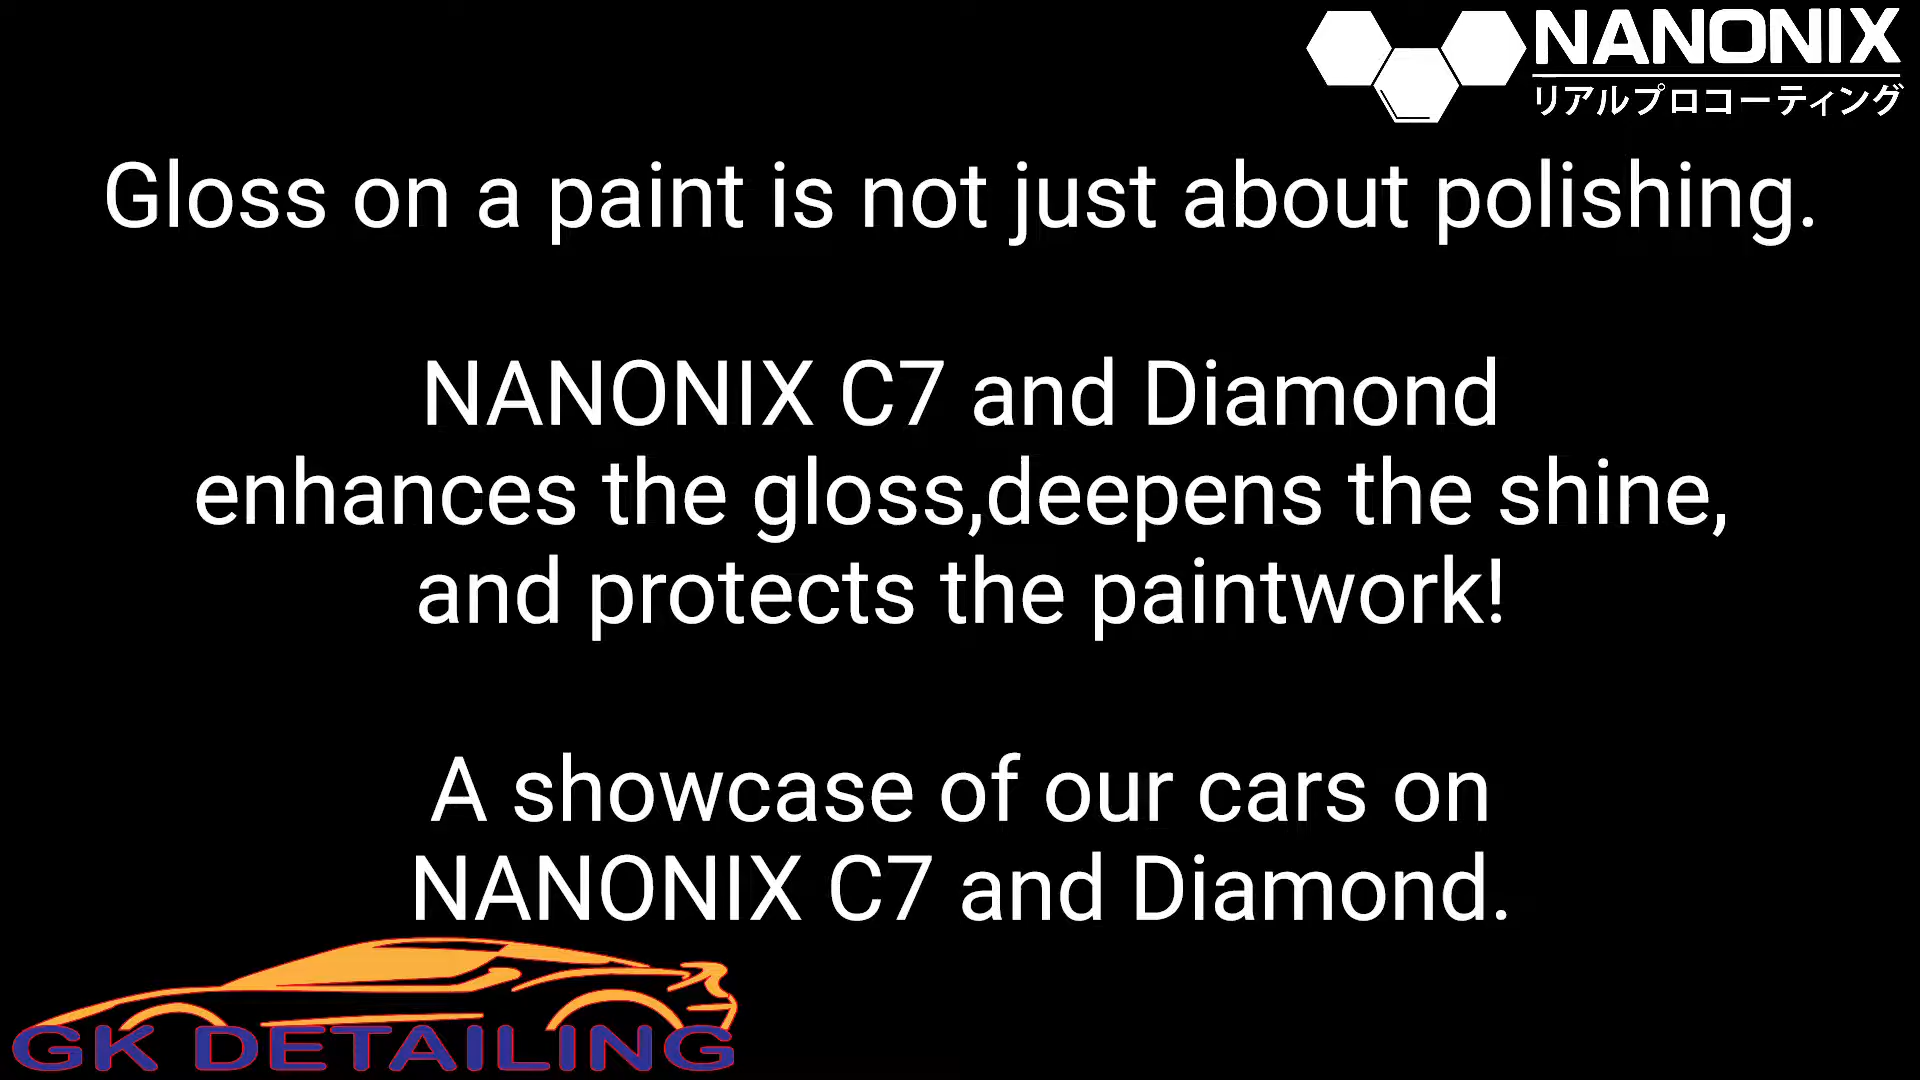 NANONIX
リアルプロコーティング
Gloss on a paint is not just about polishing.
NANONIX C7 and Diamond
enhances the gloss,deepens the shine,
and protects the paintwork!
A showcase of our cars on
NANONIX C7 and Diamond.
GK DETAILING